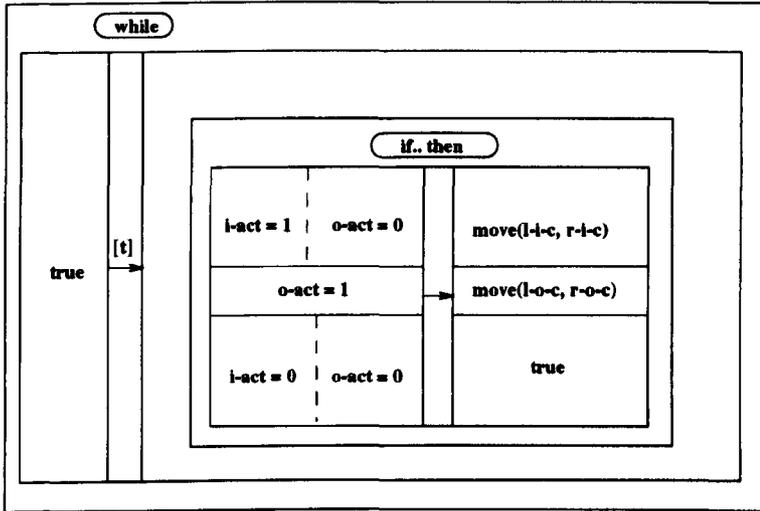 while
if.. then
i-act = 1 o-act = 0 move(l-i-c, r-i-c)
[t]
true
o-act = 1 move(l-o-c, r-o-c)
i-act = 0 o-act = 0 true